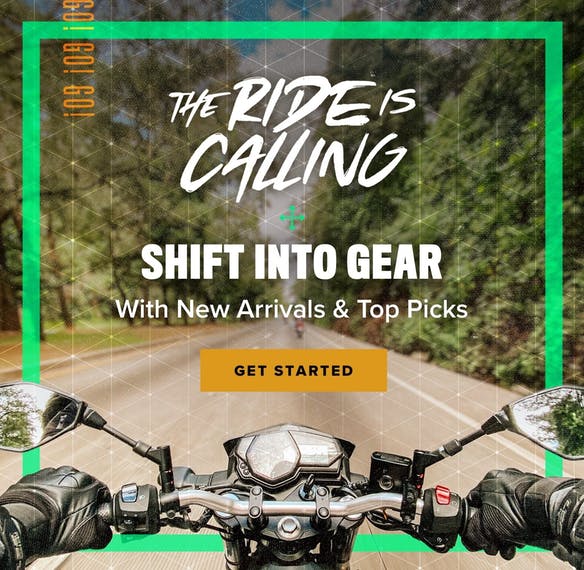 GO! GO! GO!
THE RIDE IS
CALLING
SHIFT INTO GEAR
With New Arrivals & Top Picks
GET STARTED